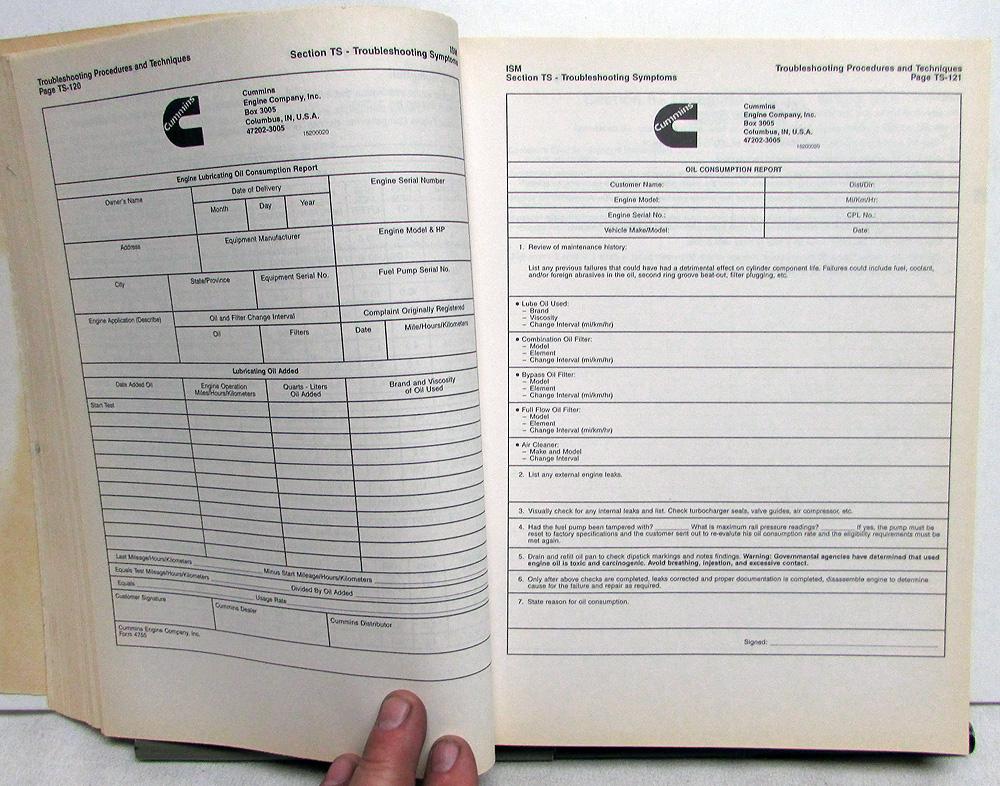 Troubleshooting Procedures and Techniques
Page TS-120
ISM
Section TS - Troubleshooting Symptoms
Cummins
Cummins
Engine Company, Inc.
Box 3005
Columbus, IN, U.S.A.
47202-3005
15200020
Engine Lubricating Oil Consumption Report
Owner's Name
Date of Delivery
Engine Serial Number
Month
Day
Year
Address
Equipment Manufacturer
Engine Model & HP
City
State/Province
Equipment Serial No.
Fuel Pump Serial No.
Engine Application (Describe)
Oil and Filter Change Interval
Complaint Originally Registered
Oil
Filters
Date
Mile/Hours/Kilometers
Lubricating Oil Added
Date Added Oil
Engine Operation
Miles/Hours/Kilometers
Quarts - Liters
Oil Added
Brand and Viscosity
of Oil Used
Start Test
Last Mileage/Hours/Kilometers
Minus Start Mileage/Hours/Kilometers
Equals Test Mileage/Hours/Kilometers
Divided By Oil Added
Equals
Usage Rate
Customer Signature
Cummins Dealer
Cummins Distributor
Cummins Engine Company, Inc.
Form 4755
ISM
Section TS - Troubleshooting Symptoms
Troubleshooting Procedures and Techniques
Page TS-121
Cummins
Cummins
Engine Company, Inc.
Box 3005
Columbus, IN, U.S.A.
47202-3005
15200020
OIL CONSUMPTION REPORT
Customer Name:
Dist/Dlr:
Engine Model:
Mi/Km/Hr:
Engine Serial No.:
CPL No.:
Vehicle Make/Model:
Date:
1. Review of maintenance history:
List any previous failures that could have had a detrimental effect on cylinder component life. Failures could include fuel, coolant,
and/or foreign abrasives in the oil, second ring groove beat-out, filter plugging, etc.
• Lube Oil Used:
– Brand
– Viscosity
– Change Interval (mi/km/hr)
• Combination Oil Filter:
– Model
– Element
– Change Interval (mi/km/hr)
• Bypass Oil Filter:
– Model
– Element
– Change Interval (mi/km/hr)
• Full Flow Oil Filter:
– Model
– Element
– Change Interval (mi/km/hr)
• Air Cleaner:
– Make and Model
– Change Interval
2. List any external engine leaks.
3. Visually check for any internal leaks and list. Check turbocharger seals, valve guides, air compressor, etc.
4. Had the fuel pump been tampered with? ______ What is maximum rail pressure readings? ______ If yes, the pump must be
reset to factory specifications and the customer sent out to re-evaluate his oil consumption rate and the eligibility requirements must be
met again.
5. Drain and refill oil pan to check dipstick markings and notes findings. Warning: Governmental agencies have determined that used
engine oil is toxic and carcinogenic. Avoid breathing, injestion, and excessive contact.
6. Only after above checks are completed, leaks corrected and proper documentation is completed, disassemble engine to determine
cause for the failure and repair as required.
7. State reason for oil consumption.
Signed: ______